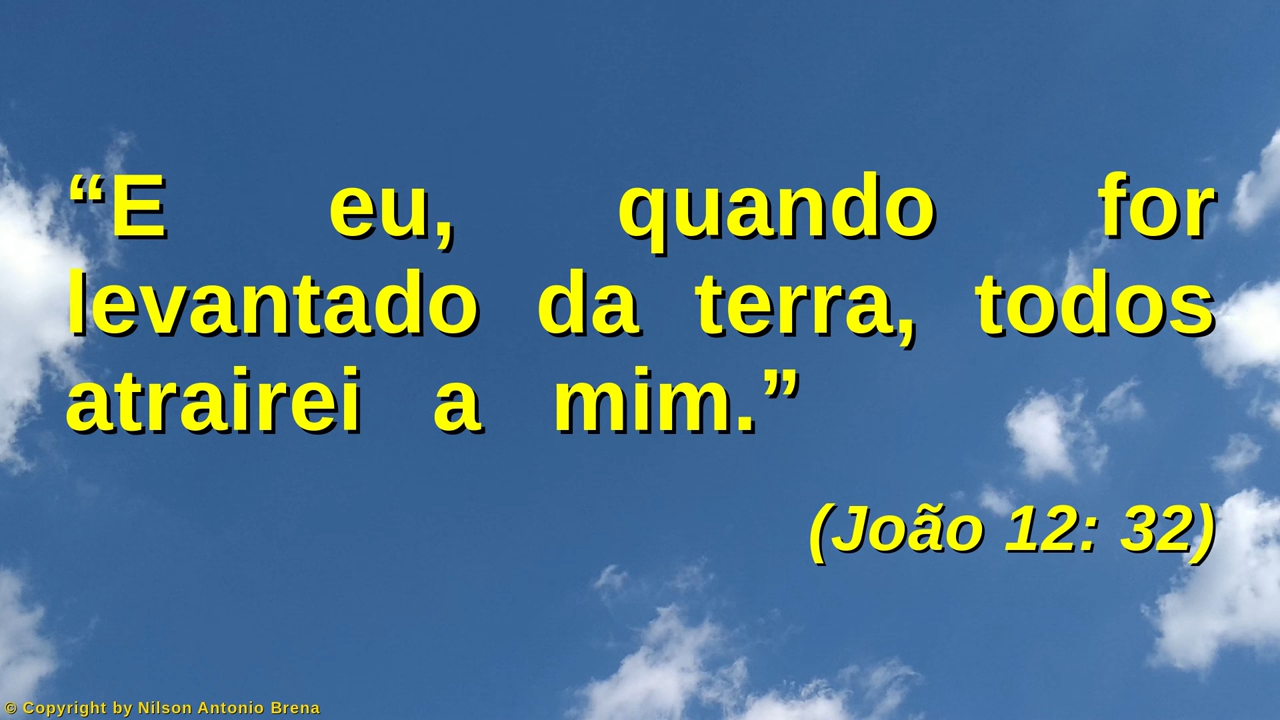 “E eu, quando for
levantado da terra, todos
atrairei a mim.”
(João 12: 32)
© Copyright by Nilson Antonio Brena